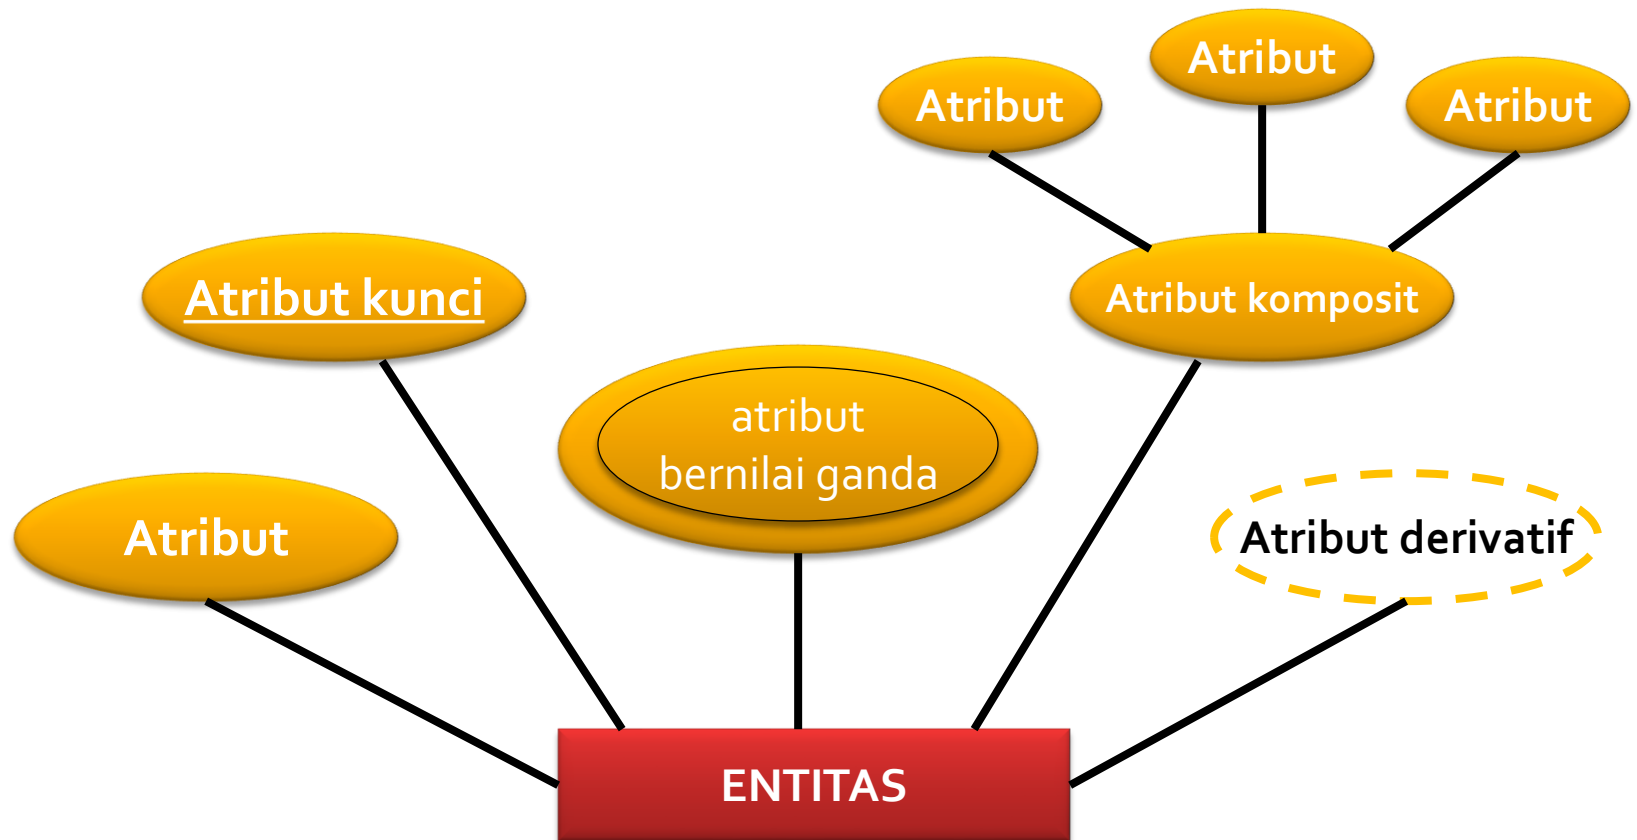 Atribut
Atribut
Atribut
Atribut kunci
Atribut komposit
atribut
bernilai ganda
Atribut
Atribut derivatif
ENTITAS